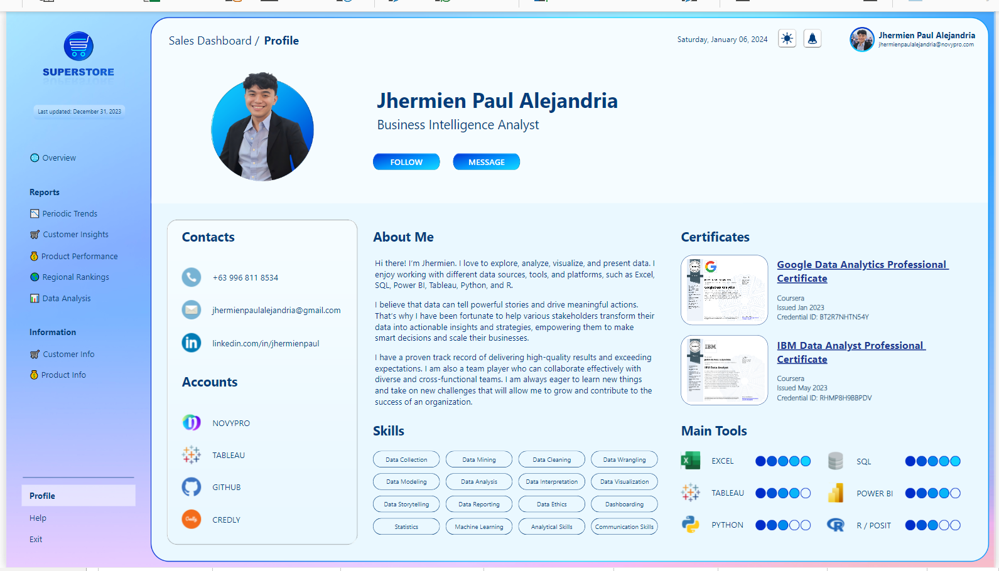 SUPERSTORE
Last updated: December 31, 2023
Overview
Reports
Periodic Trends
Customer Insights
Product Performance
Regional Rankings
Data Analysis
Information
Customer Info
Product Info
Profile
Help
Exit
Sales Dashboard / Profile
Saturday, January 06, 2024
Jhermien Paul Alejandria
jhermienpaulalejandria@novypro.com
Jhermien Paul Alejandria
Business Intelligence Analyst
FOLLOW
MESSAGE
Contacts
+63 996 811 8534
jhermienpaulalejandria@gmail.com
in
linkedin.com/in/jhermienpaul
Accounts
NOVYPRO
TABLEAU
GITHUB
Credly
CREDLY
About Me
Hi there! I'm Jhermien. I love to explore, analyze, visualize, and present data. I
enjoy working with different data sources, tools, and platforms, such as Excel,
SQL, Power BI, Tableau, Python, and R.
I believe that data can tell powerful stories and drive meaningful actions.
That's why I have been fortunate to help various stakeholders transform their
data into actionable insights and strategies, empowering them to make
smart decisions and scale their businesses.
I have a proven track record of delivering high-quality results and exceeding
expectations. I am also a team player who can collaborate effectively with
diverse and cross-functional teams. I am always eager to learn new things
and take on new challenges that will allow me to grow and contribute to the
success of an organization.
Skills
Data Collection
Data Mining
Data Cleaning
Data Wrangling
Data Modeling
Data Analysis
Data Interpretation
Data Visualization
Data Storytelling
Data Reporting
Data Ethics
Dashboarding
Statistics
Machine Learning
Analytical Skills
Communication Skills
Certificates
G
Google Data Analytics
Google Data Analytics Professional
Certificate
Coursera
Issued Jan 2023
Credential ID: BT2R7NHTN54Y
IBM
IBM Data Analyst
IBM Data Analyst Professional
Certificate
Coursera
Issued May 2023
Credential ID: RHMP8H9BBPDV
Main Tools
X
EXCEL
SQL
TABLEAU
POWER BI
PYTHON
R
R / POSIT